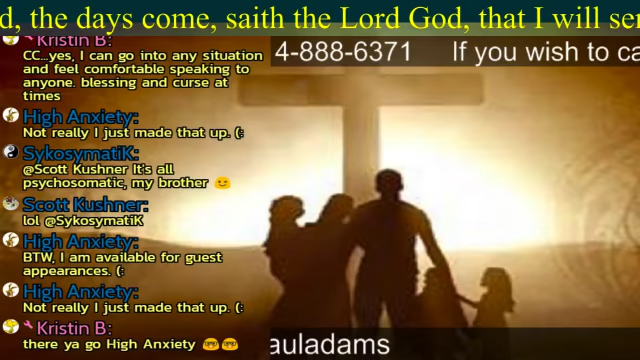 d, the days come, saith the Lord God, that I will se
Kristin B:
CC...yes, I can go into any situation
and feel comfortable speaking to
anyone. blessing and curse at
times
4-888-6371 If you wish to ca
High Anxiety:
Not really I just made that up. (:
SykosymatiK:
@Scott Kushner It's all
psychosomatic, my brother
Scott Kushner:
lol @SykosymatiK
High Anxiety:
BTW, I am available for guest
appearances. (:
High Anxiety:
Not really I just made that up. (:
Kristin B:
there ya go High Anxiety
auladams